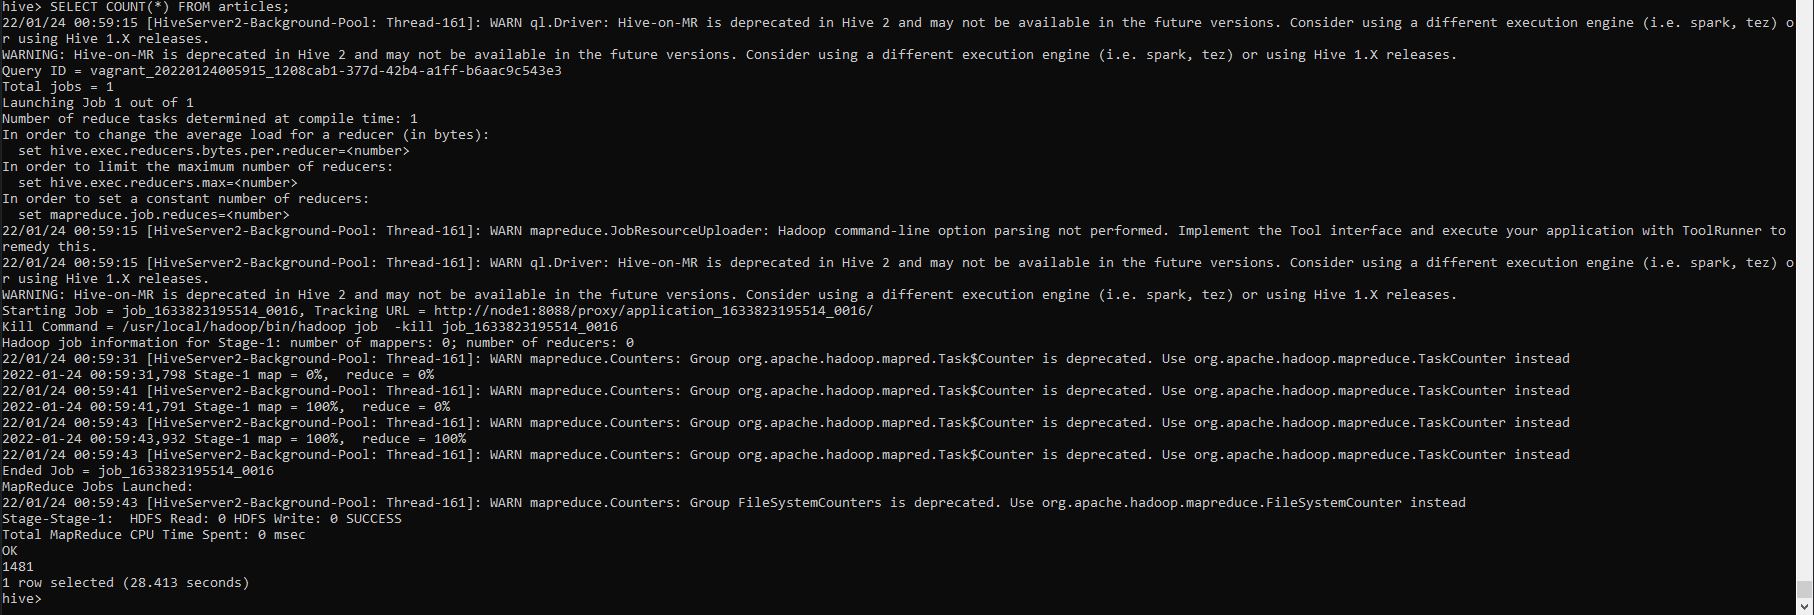 hive> SELECT COUNT(*) FROM articles;
22/01/24 00:59:15 [HiveServer2-Background-Pool: Thread-161]: WARN ql.Driver: Hive-on-MR is deprecated in Hive 2 and may not be available in the future versions. Consider using a different execution engine (i.e. spark, tez) o
r using Hive 1.X releases.
WARNING: Hive-on-MR is deprecated in Hive 2 and may not be available in the future versions. Consider using a different execution engine (i.e. spark, tez) or using Hive 1.X releases.
Query ID = vagrant_20220124005915_1208cab1-377d-42b4-a1ff-b6aac9c543e3
Total jobs = 1
Launching Job 1 out of 1
Number of reduce tasks determined at compile time: 1
In order to change the average load for a reducer (in bytes):
  set hive.exec.reducers.bytes.per.reducer=<number>
In order to limit the maximum number of reducers:
  set hive.exec.reducers.max=<number>
In order to set a constant number of reducers:
  set mapreduce.job.reduces=<number>
22/01/24 00:59:15 [HiveServer2-Background-Pool: Thread-161]: WARN mapreduce.JobResourceUploader: Hadoop command-line option parsing not performed. Implement the Tool interface and execute your application with ToolRunner to
remedy this.
22/01/24 00:59:15 [HiveServer2-Background-Pool: Thread-161]: WARN ql.Driver: Hive-on-MR is deprecated in Hive 2 and may not be available in the future versions. Consider using a different execution engine (i.e. spark, tez) o
r using Hive 1.X releases.
WARNING: Hive-on-MR is deprecated in Hive 2 and may not be available in the future versions. Consider using a different execution engine (i.e. spark, tez) or using Hive 1.X releases.
Starting Job = job_1633823195514_0016, Tracking URL = http://node1:8088/proxy/application_1633823195514_0016/
Kill Command = /usr/local/hadoop/bin/hadoop job  -kill job_1633823195514_0016
Hadoop job information for Stage-1: number of mappers: 0; number of reducers: 0
22/01/24 00:59:31 [HiveServer2-Background-Pool: Thread-161]: WARN mapreduce.Counters: Group org.apache.hadoop.mapred.Task$Counter is deprecated. Use org.apache.hadoop.mapreduce.TaskCounter instead
2022-01-24 00:59:31,798 Stage-1 map = 0%,  reduce = 0%
22/01/24 00:59:41 [HiveServer2-Background-Pool: Thread-161]: WARN mapreduce.Counters: Group org.apache.hadoop.mapred.Task$Counter is deprecated. Use org.apache.hadoop.mapreduce.TaskCounter instead
2022-01-24 00:59:41,791 Stage-1 map = 100%,  reduce = 0%
22/01/24 00:59:43 [HiveServer2-Background-Pool: Thread-161]: WARN mapreduce.Counters: Group org.apache.hadoop.mapred.Task$Counter is deprecated. Use org.apache.hadoop.mapreduce.TaskCounter instead
2022-01-24 00:59:43,932 Stage-1 map = 100%,  reduce = 100%
22/01/24 00:59:43 [HiveServer2-Background-Pool: Thread-161]: WARN mapreduce.Counters: Group org.apache.hadoop.mapred.Task$Counter is deprecated. Use org.apache.hadoop.mapreduce.TaskCounter instead
Ended Job = job_1633823195514_0016
MapReduce Jobs Launched:
22/01/24 00:59:43 [HiveServer2-Background-Pool: Thread-161]: WARN mapreduce.Counters: Group FileSystemCounters is deprecated. Use org.apache.hadoop.mapreduce.FileSystemCounter instead
Stage-Stage-1:  HDFS Read: 0 HDFS Write: 0 SUCCESS
Total MapReduce CPU Time Spent: 0 msec
OK
1481
1 row selected (28.413 seconds)
hive>